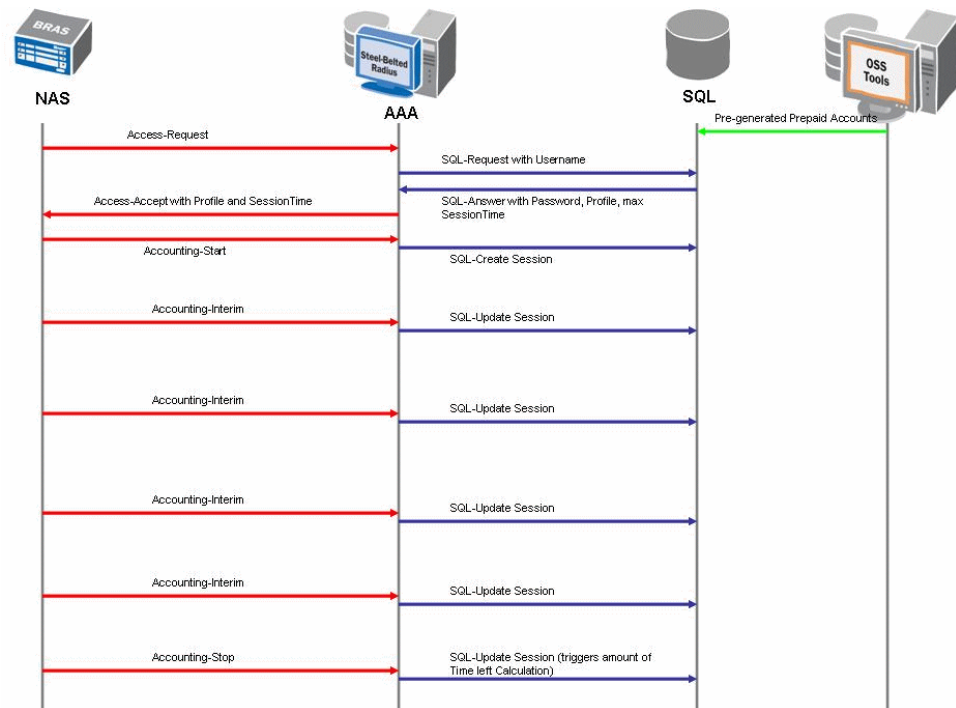 BRAS
Steel-Belted
Radius
OSS
Tools
NAS
AAA
SQL
Pre-generated Prepaid Accounts
Access-Request
SQL-Request with Username
Access-Accept with Profile and SessionTime
SQL-Answer with Password, Profile, max
SessionTime
Accounting-Start
SQL-Create Session
Accounting-Interim
SQL-Update Session
Accounting-Interim
SQL-Update Session
Accounting-Interim
SQL-Update Session
Accounting-Interim
SQL-Update Session
Accounting-Stop
SQL-Update Session (triggers amount of
Time left Calculation)